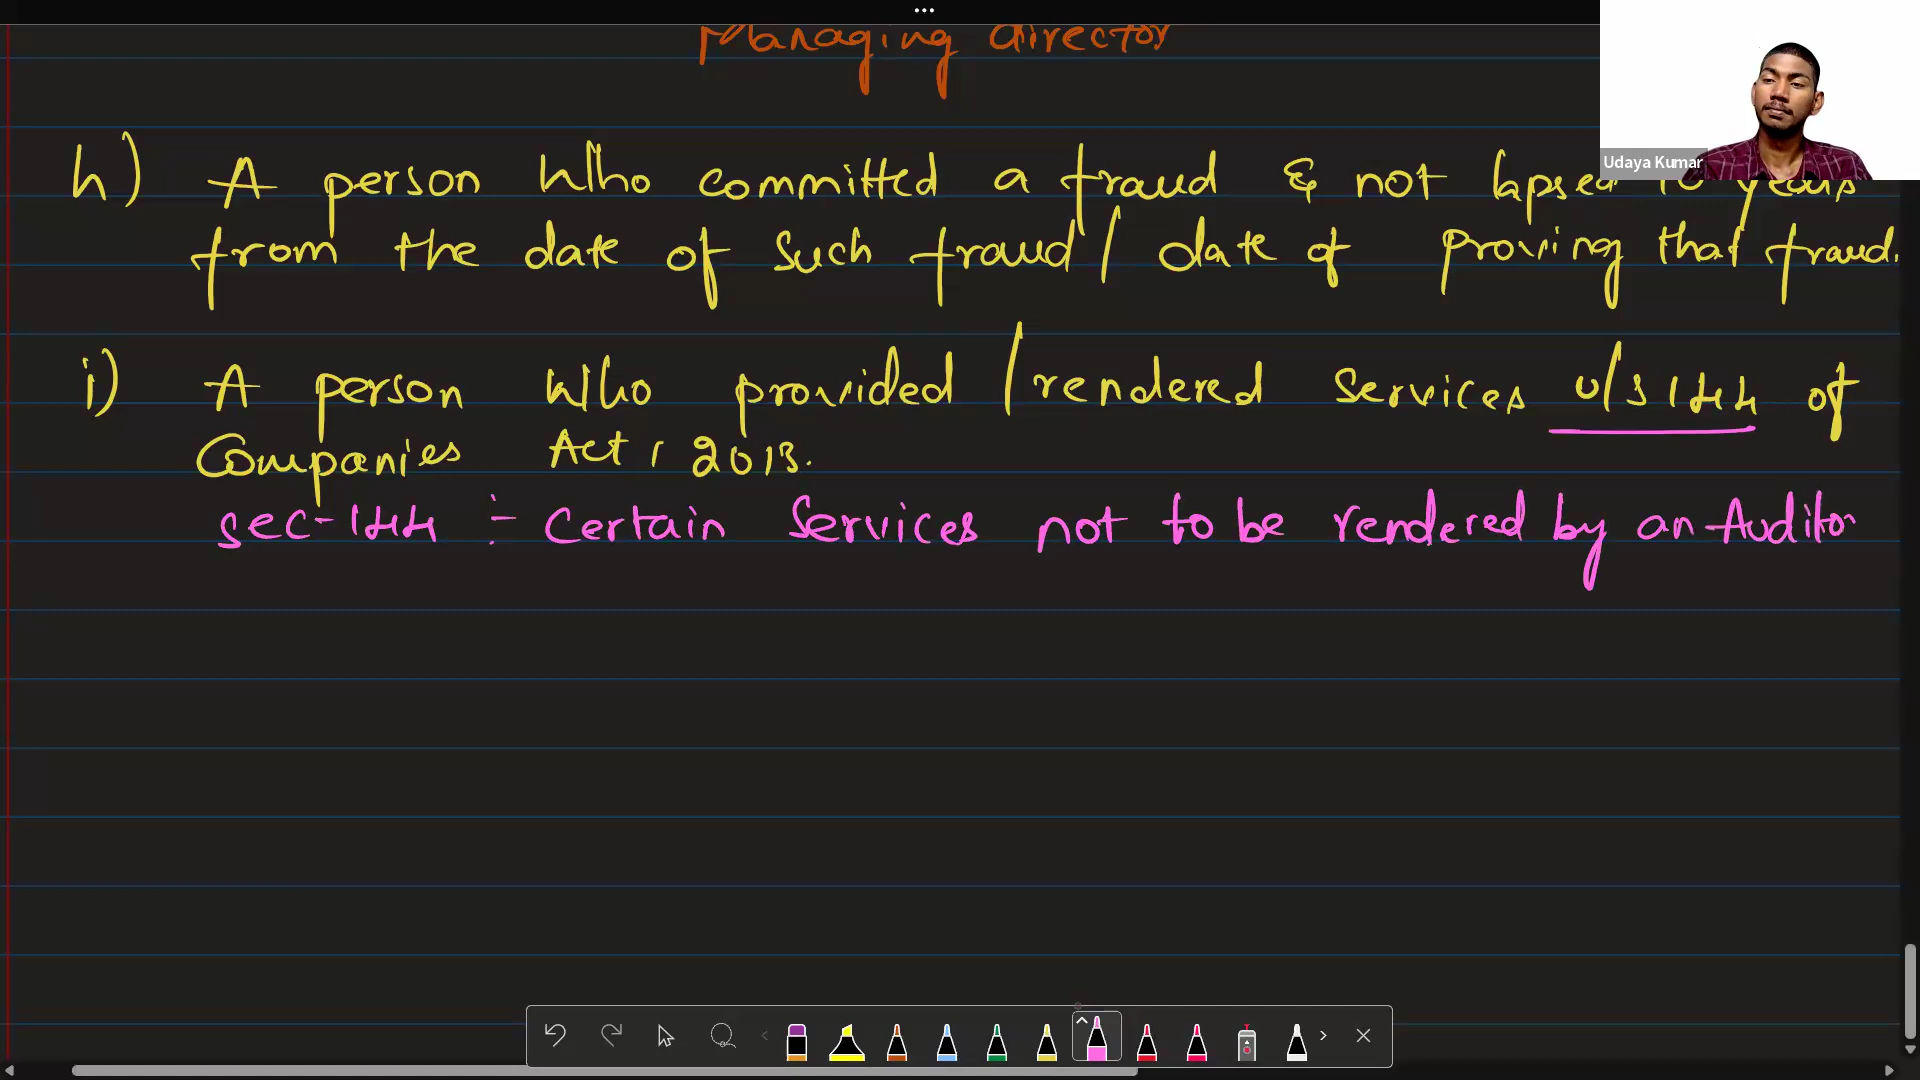 Managing director
Udaya Kumar
h) A person who committed a fraud & not lapsed 10 years
from the date of such fraud / date of proving that fraud.
i) A person who provided / rendered services u/s 144 of
Companies Act, 2013.
sec-144 :- Certain Services not to be rendered by an Auditor